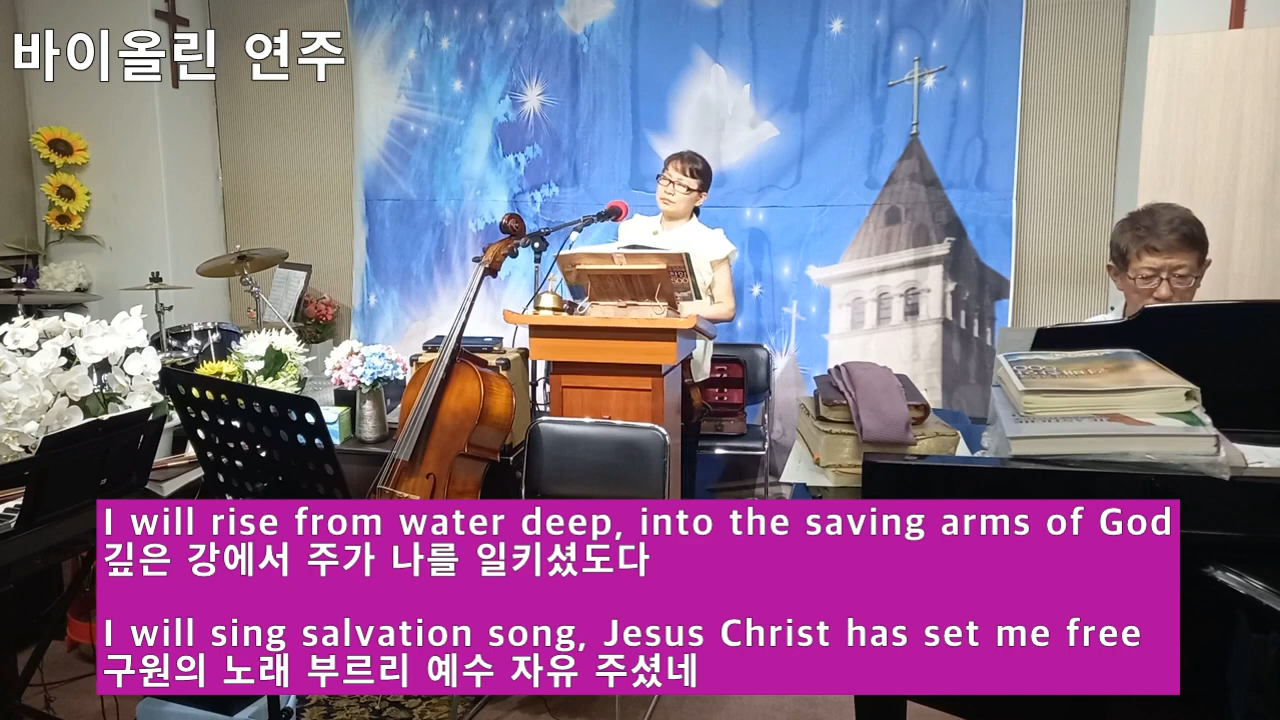 바이올린 연주
I will rise from water deep, into the saving arms of God
깊은 강에서 주가 나를 일키셨도다
I will sing salvation song, Jesus Christ has set me free
구원의 노래 부르리 예수 자유 주셨네